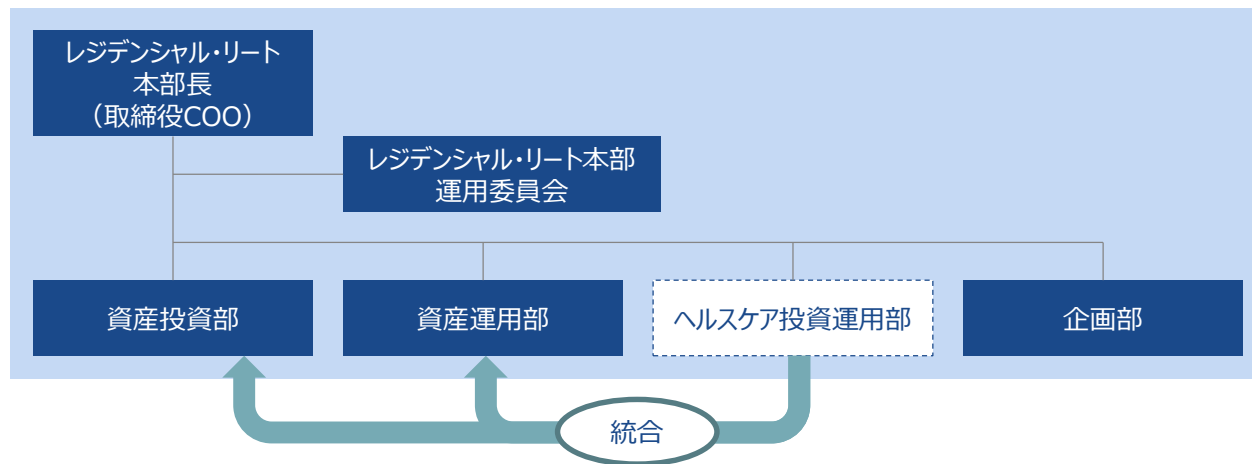 レジデンシャル・リート
本部長
（取締役COO）
レジデンシャル・リート本部
運用委員会
資産投資部
資産運用部
ヘルスケア投資運用部
企画部
統合